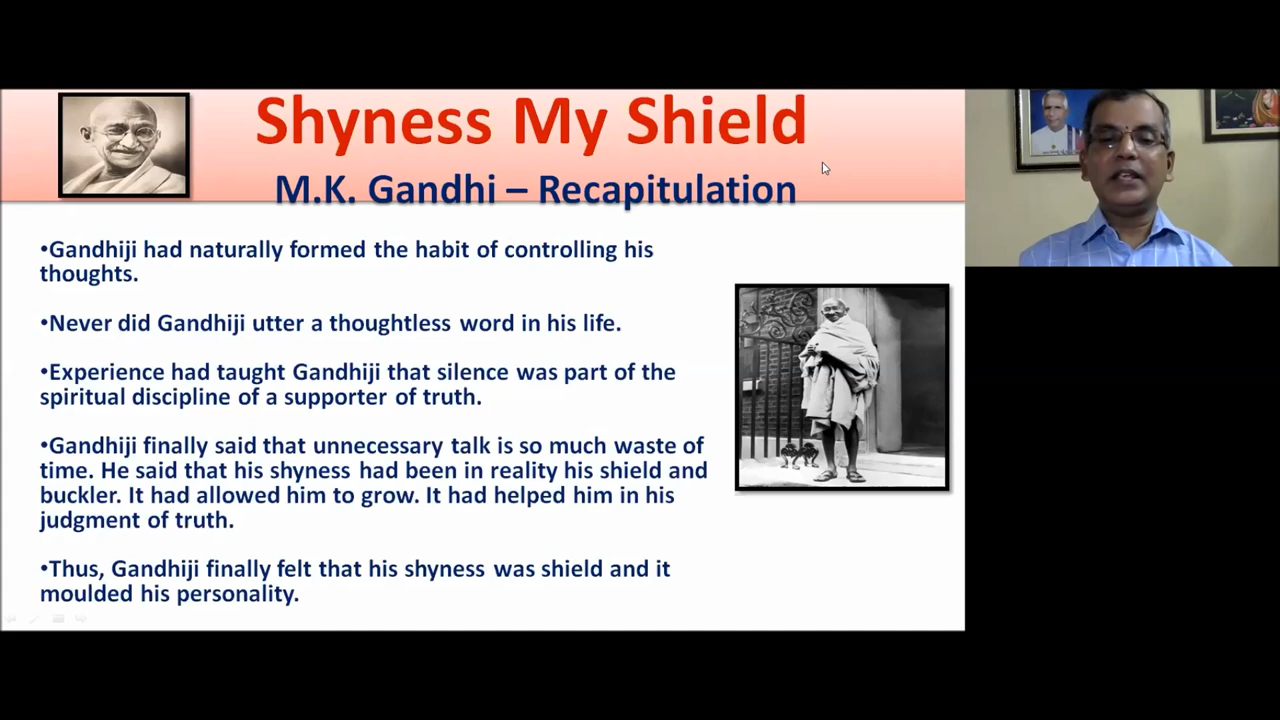 Shyness My Shield
M.K. Gandhi – Recapitulation
•Gandhiji had naturally formed the habit of controlling his
thoughts.
•Never did Gandhiji utter a thoughtless word in his life.
•Experience had taught Gandhiji that silence was part of the
spiritual discipline of a supporter of truth.
•Gandhiji finally said that unnecessary talk is so much waste of
time. He said that his shyness had been in reality his shield and
buckler. It had allowed him to grow. It had helped him in his
judgment of truth.
•Thus, Gandhiji finally felt that his shyness was shield and it
moulded his personality.